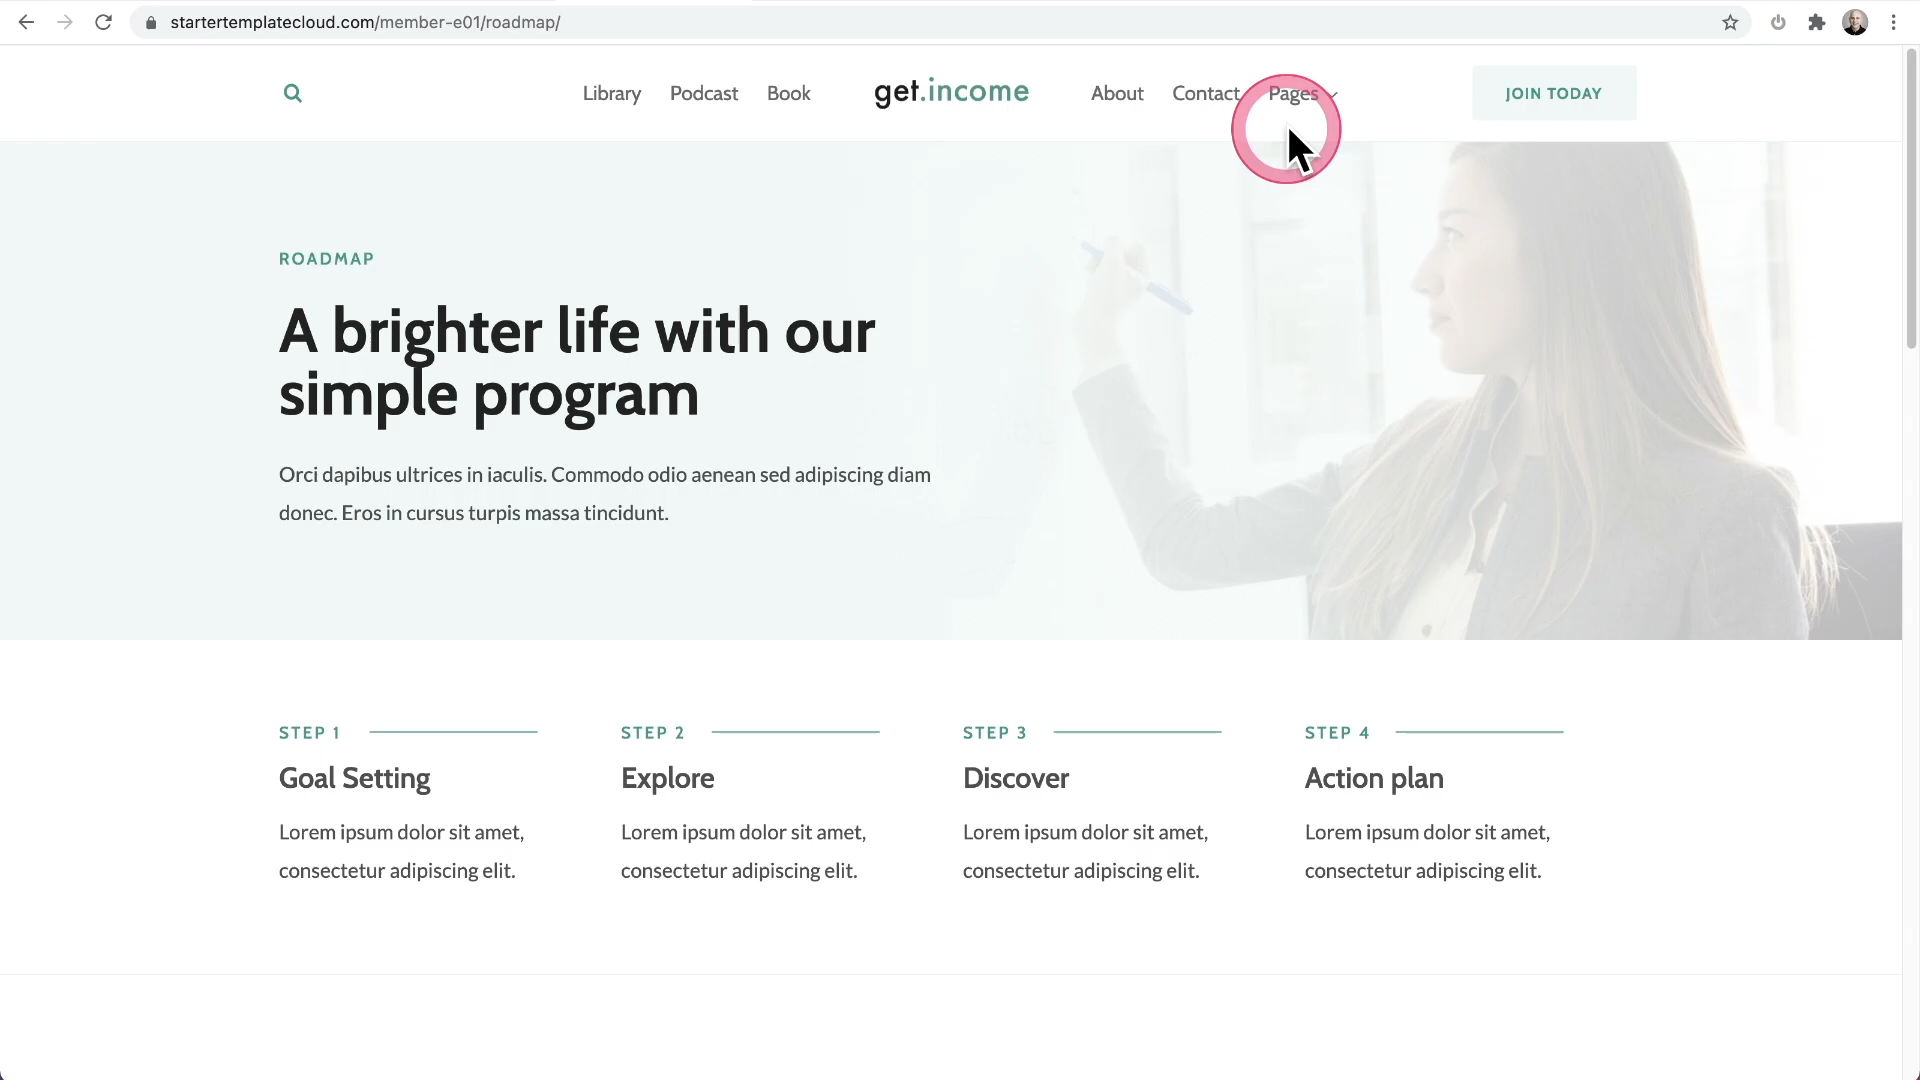 startertemplatecloud.com/member-e01/roadmap/
Library Podcast Book get.income About Contact Pages JOIN TODAY
ROADMAP
A brighter life with our
simple program
Orci dapibus ultrices in iaculis. Commodo odio aenean sed adipiscing diam
donec. Eros in cursus turpis massa tincidunt.
STEP 1
Goal Setting
Lorem ipsum dolor sit amet,
consectetur adipiscing elit.
STEP 2
Explore
Lorem ipsum dolor sit amet,
consectetur adipiscing elit.
STEP 3
Discover
Lorem ipsum dolor sit amet,
consectetur adipiscing elit.
STEP 4
Action plan
Lorem ipsum dolor sit amet,
consectetur adipiscing elit.